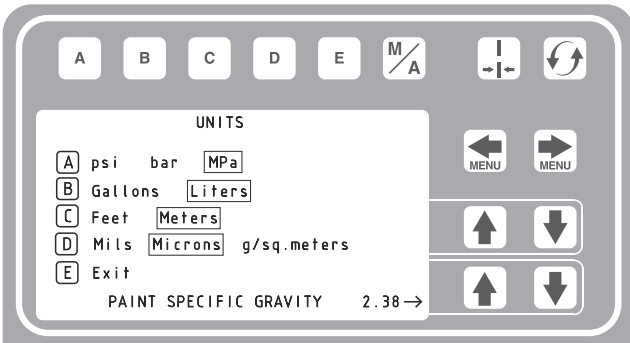 A B C D E M/A
UNITS
A psi bar MPa
B Gallons Liters
C Feet Meters
D Mils Microns g/sq.meters
E Exit
PAINT SPECIFIC GRAVITY 2.38→
MENU MENU